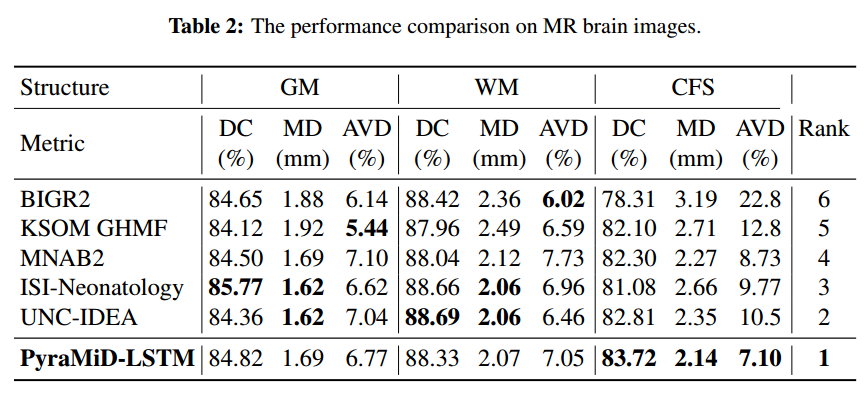 Table 2: The performance comparison on MR brain images.
Structure GM WM CFS
Metric DC MD AVD DC MD AVD DC MD AVD Rank
(%) (mm) (%) (%) (mm) (%) (%) (mm) (%)
BIGR2 84.65 1.88 6.14 88.42 2.36 6.02 78.31 3.19 22.8 6
KSOM GHMF 84.12 1.92 5.44 87.96 2.49 6.59 82.10 2.71 12.8 5
MNAB2 84.50 1.69 7.10 88.04 2.12 7.73 82.30 2.27 8.73 4
ISI-Neonatology 85.77 1.62 6.62 88.66 2.06 6.96 81.08 2.66 9.77 3
UNC-IDEA 84.36 1.62 7.04 88.69 2.06 6.46 82.81 2.35 10.5 2
PyraMiD-LSTM 84.82 1.69 6.77 88.33 2.07 7.05 83.72 2.14 7.10 1